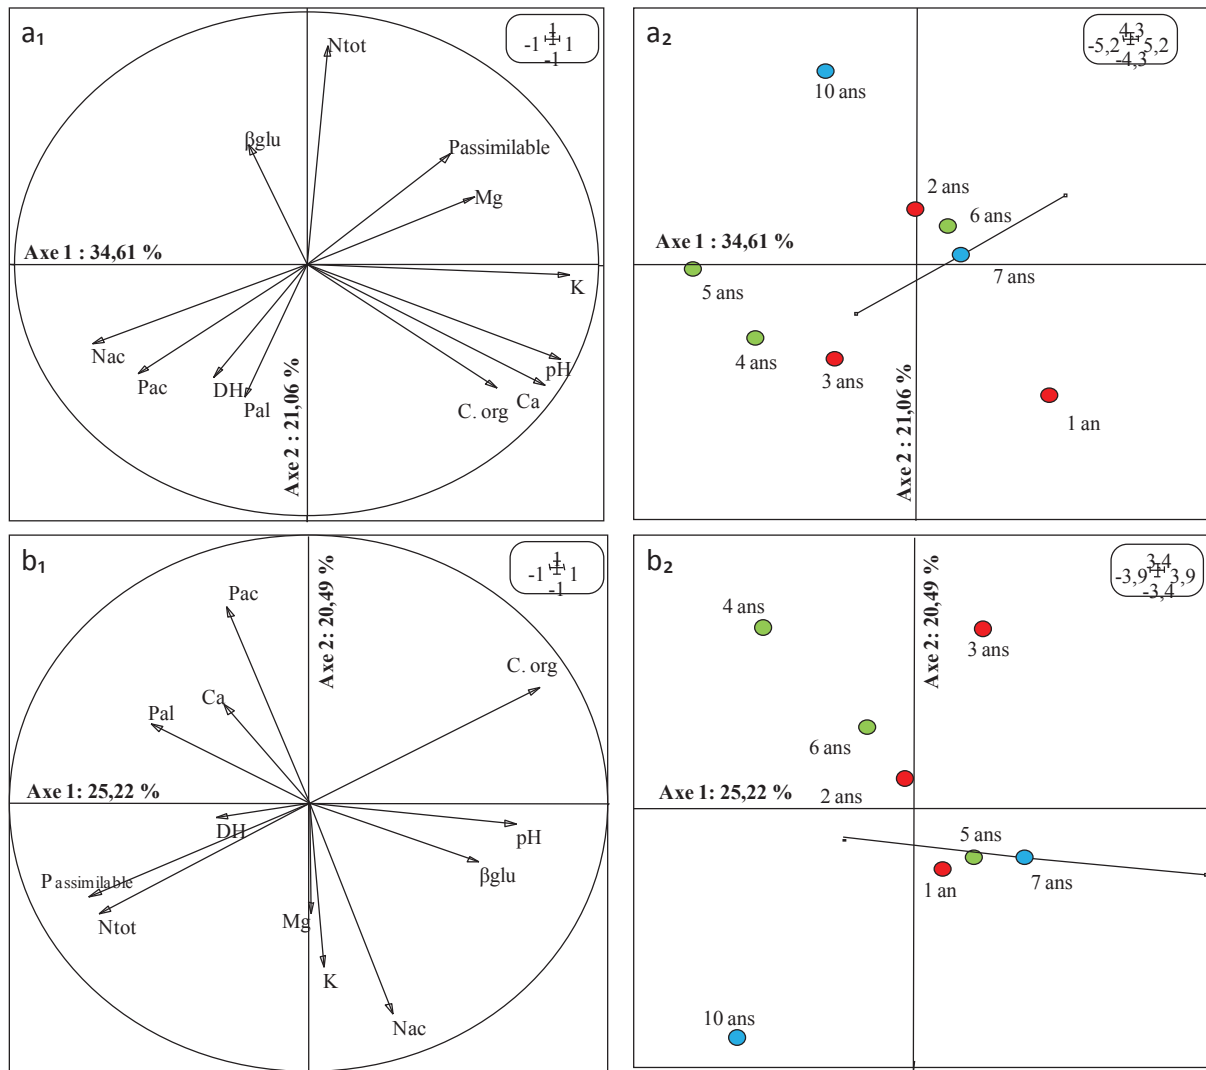 a₁
1
-1 1
-1
Ntot
βglu
Passimilable
Mg
Axe 1 : 34,61 %
K
Nac
Pac
DH
Pal
pH
Ca
C. org
Axe 2 : 21,06 %
a₂
4,3
-5,2 5,2
-4,3
10 ans
2 ans
6 ans
Axe 1 : 34,61 %
7 ans
5 ans
4 ans
3 ans
1 an
Axe 2 : 21,06 %
b₁
1
-1 1
-1
Axe 2: 20,49 %
Pac
C. org
Ca
Pal
Axe 1: 25,22 %
DH
pH
βglu
P assimilable
Ntot
Mg
K
Nac
b₂
3,4
-3,9 3,9
-3,4
Axe 2: 20,49 %
4 ans
3 ans
6 ans
Axe 1: 25,22 %
2 ans
5 ans
1 an
7 ans
10 ans